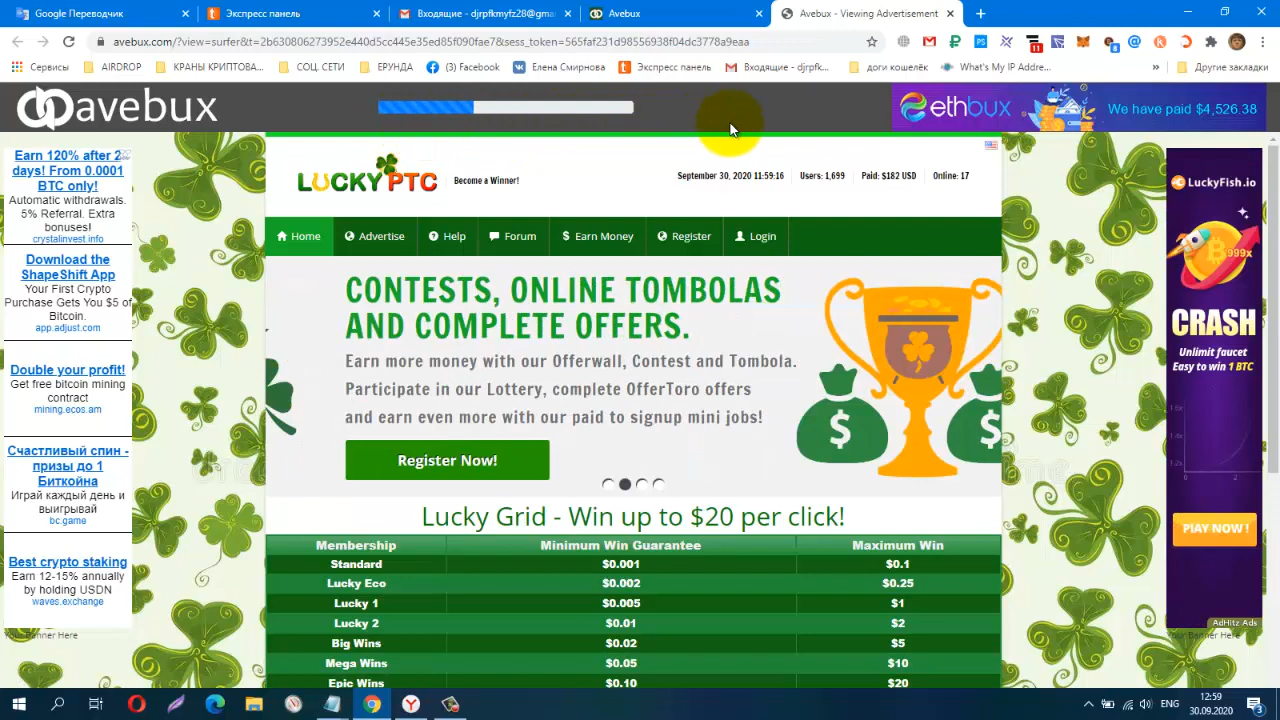 Google Переводчик
Экспресс панель
Входящие - djrpfkmyfz28@gma
Avebux
Avebux - Viewing Advertisement
avebux.com/?view=surfer&t=2b630806273952e440d5cc445e35ed85f090fae7&sess_token=565faf231d98556938f04dc3778a9eaa
11
8
Сервисы
AIRDROP
КРАНЫ КРИПТОВА...
СОЦ. СЕТИ
ЕРУНДА
(3) Facebook
Елена Смирнова
Экспресс панель
Входящие - djrpfk...
доги кошелёк
What's My IP Addre...
»
Другие закладки
avebux
ethbux
We have paid $4,526.38
Earn 120% after 2
days! From 0.0001
BTC only!
Automatic withdrawals.
5% Referral. Extra
bonuses!
crystalinvest.info
Download the
ShapeShift App
Your First Crypto
Purchase Gets You $5 of
Bitcoin.
app.adjust.com
Double your profit!
Get free bitcoin mining
contract
mining.ecos.am
Счастливый спин -
призы до 1
Биткойна
Играй каждый день и
выигрывай
bc.game
Best crypto staking
Earn 12-15% annually
by holding USDN
waves.exchange
Your Banner Here
LUCKY PTC
Become a Winner!
September 30, 2020 11:59:16
Users: 1,699
Paid: $182 USD
Online: 17
Home
Advertise
Help
Forum
$ Earn Money
Register
Login
CONTESTS, ONLINE TOMBOLAS
AND COMPLETE OFFERS.
Earn more money with our Offerwall, Contest and Tombola.
Participate in our Lottery, complete OfferToro offers
and earn even more with our paid to signup mini jobs!
Register Now!
$
$
Lucky Grid - Win up to $20 per click!
Membership Minimum Win Guarantee Maximum Win
Standard $0.001 $0.1
Lucky Eco $0.002 $0.25
Lucky 1 $0.005 $1
Lucky 2 $0.01 $2
Big Wins $0.02 $5
Mega Wins $0.05 $10
Epic Wins $0.10 $20
LuckyFish.io
999x
CRASH
Unlimit faucet
Easy to win 1 BTC
PlAY NOW !
AdHitz Ads
Your Banner Here
ENG
12:59
30.09.2020
3